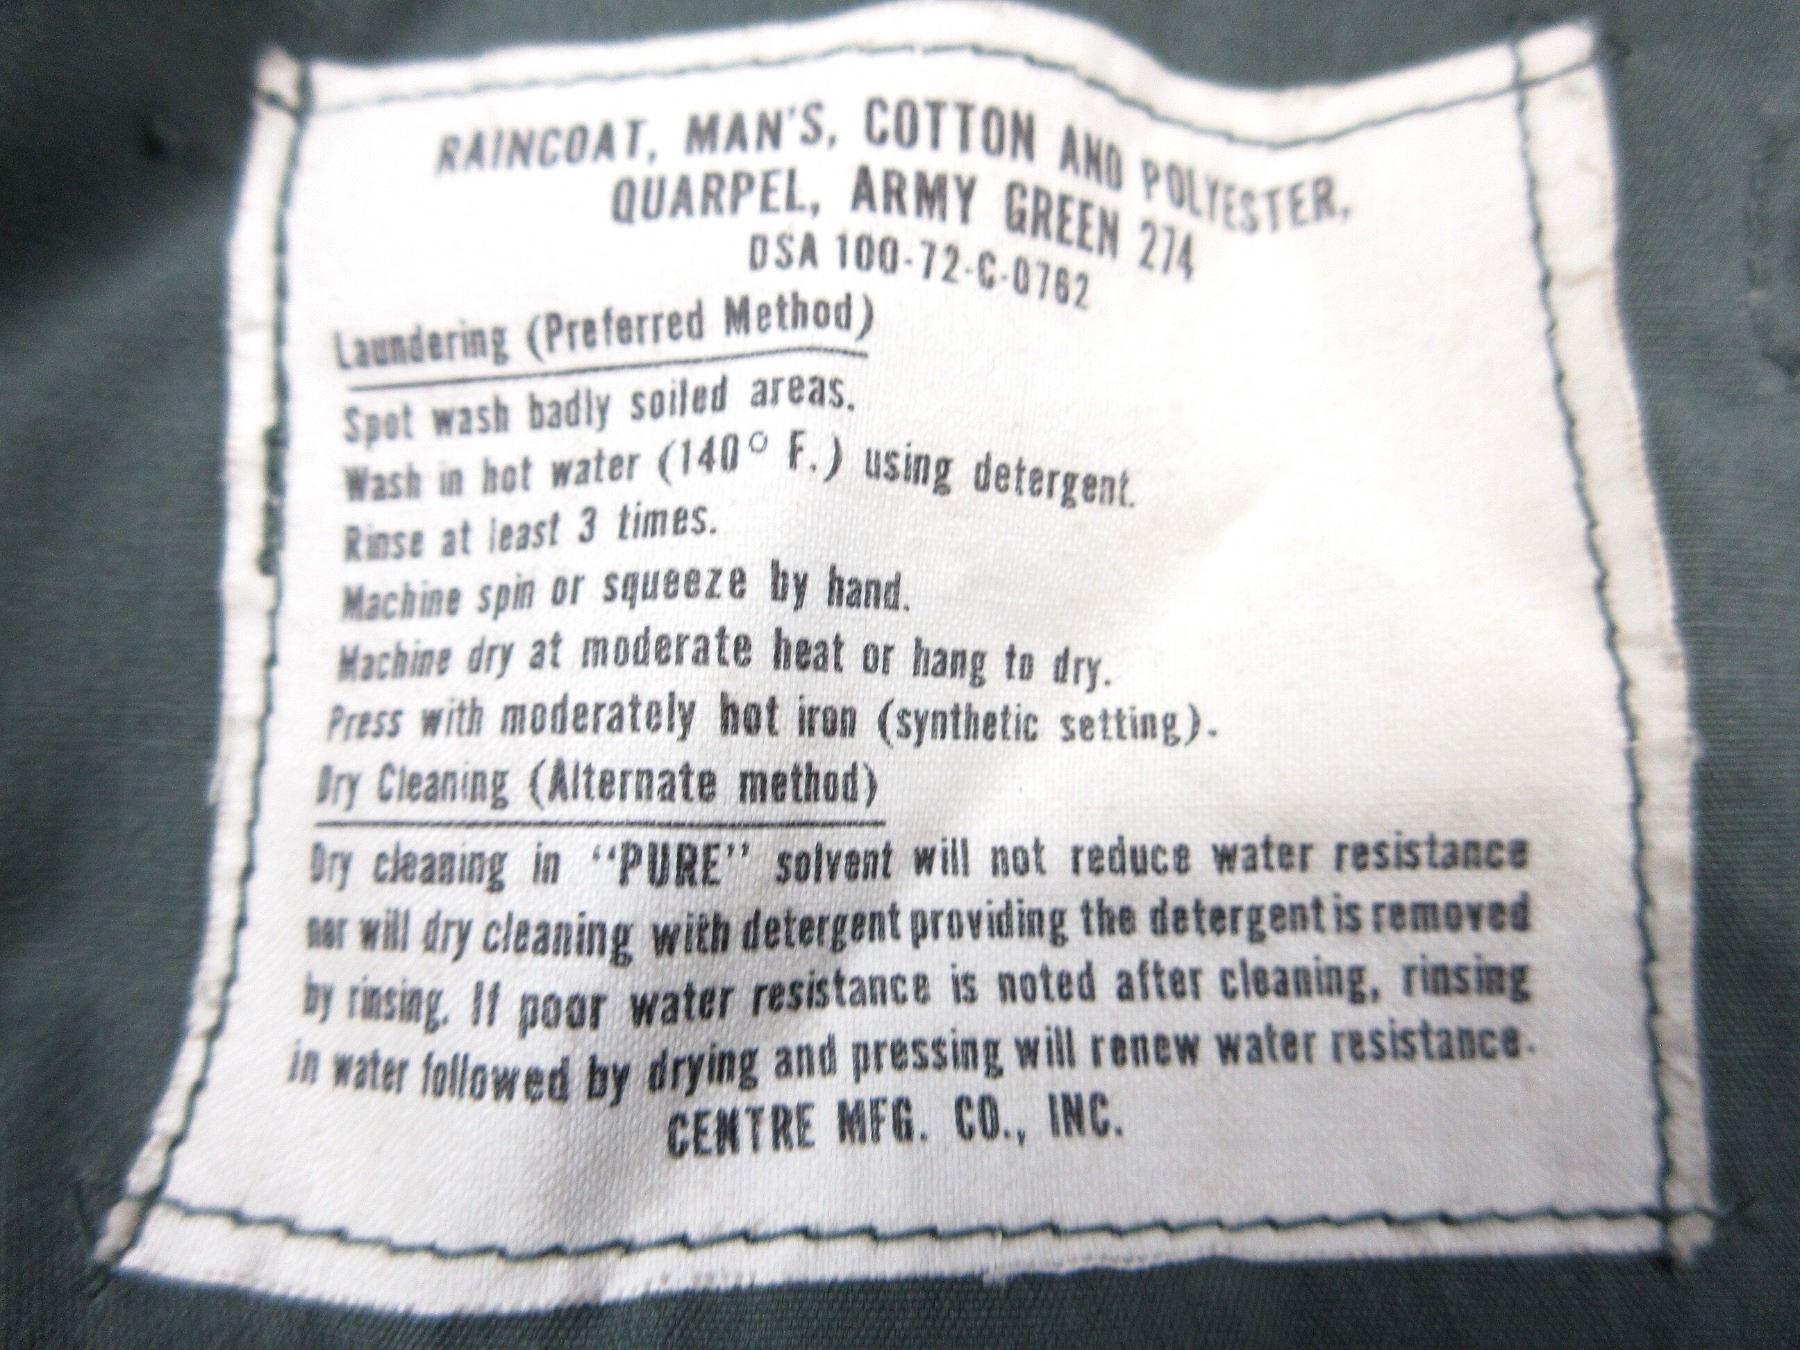 RAINCOAT, MAN'S, COTTON AND POLYESTER,
QUARPEL, ARMY GREEN 274
DSA 100-72-C-0762
Laundering (Preferred Method)
Spot wash badly soiled areas.
Wash in hot water (140° F.) using detergent.
Rinse at least 3 times.
Machine spin or squeeze by hand.
Machine dry at moderate heat or hang to dry.
Press with moderately hot iron (synthetic setting).
Dry Cleaning (Alternate method)
Dry cleaning in “PURE” solvent will not reduce water resistance
nor will dry cleaning with detergent providing the detergent is removed
by rinsing. If poor water resistance is noted after cleaning, rinsing
in water followed by drying and pressing will renew water resistance.
CENTRE MFG. CO., INC.